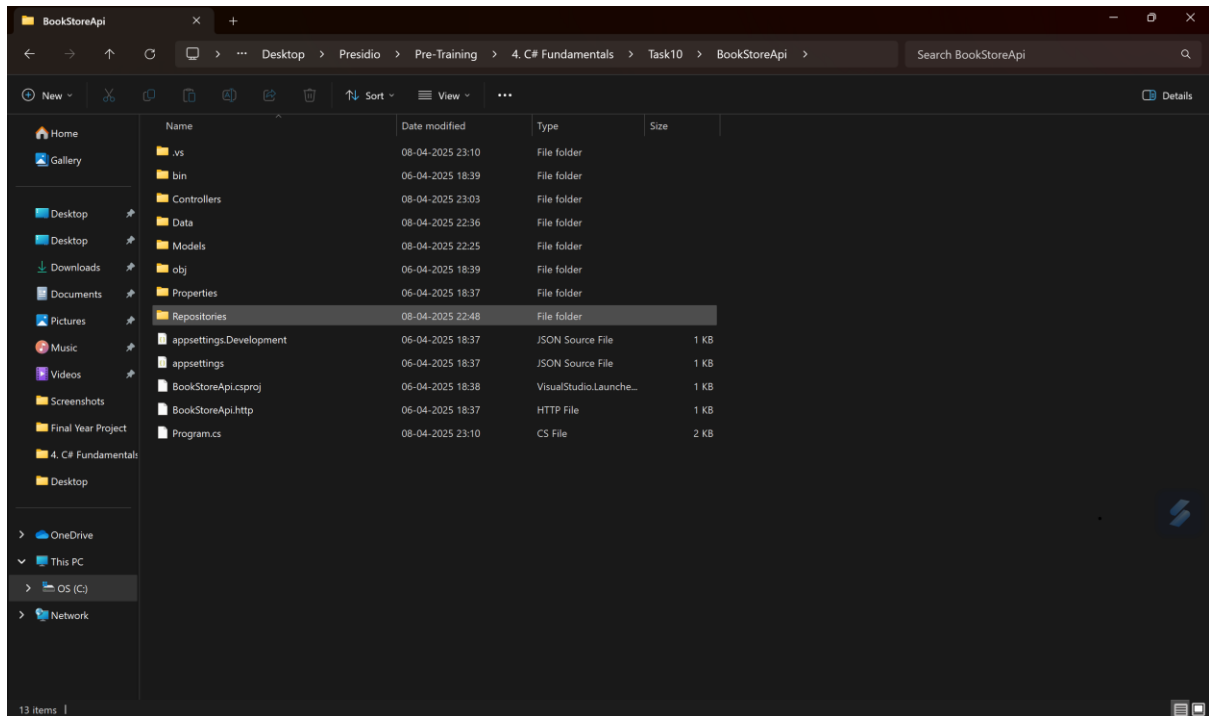 BookStoreApi
Desktop > Presidio > Pre-Training > 4. C# Fundamentals > Task10 > BookStoreApi >
Search BookStoreApi
New
Sort
View
Details
Home
Gallery
Desktop
Desktop
Downloads
Documents
Pictures
Music
Videos
Screenshots
Final Year Project
4. C# Fundamentals
Desktop
OneDrive
This PC
OS (C:)
Network
Name Date modified Type Size
.vs 08-04-2025 23:10 File folder
bin 06-04-2025 18:39 File folder
Controllers 08-04-2025 23:03 File folder
Data 08-04-2025 22:36 File folder
Models 08-04-2025 22:25 File folder
obj 06-04-2025 18:39 File folder
Properties 06-04-2025 18:37 File folder
Repositories 08-04-2025 22:48 File folder
appsettings.Development 06-04-2025 18:37 JSON Source File 1 KB
appsettings 06-04-2025 18:37 JSON Source File 1 KB
BookStoreApi.csproj 06-04-2025 18:38 VisualStudio.Launche... 1 KB
BookStoreApi.http 06-04-2025 18:37 HTTP File 1 KB
Program.cs 08-04-2025 23:10 CS File 2 KB
13 items